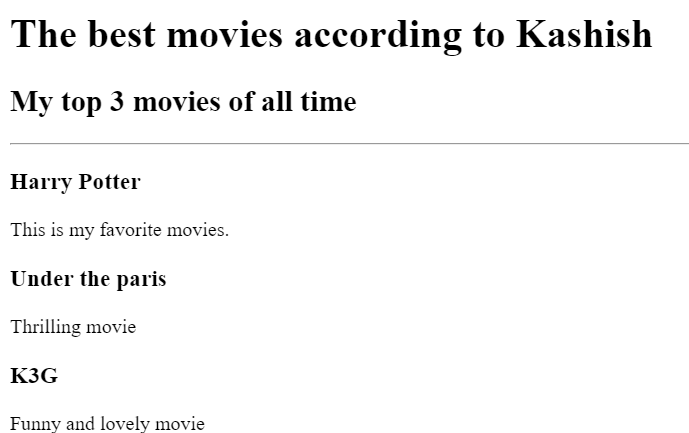 The best movies according to Kashish
My top 3 movies of all time
Harry Potter
This is my favorite movies.
Under the paris
Thrilling movie
K3G
Funny and lovely movie